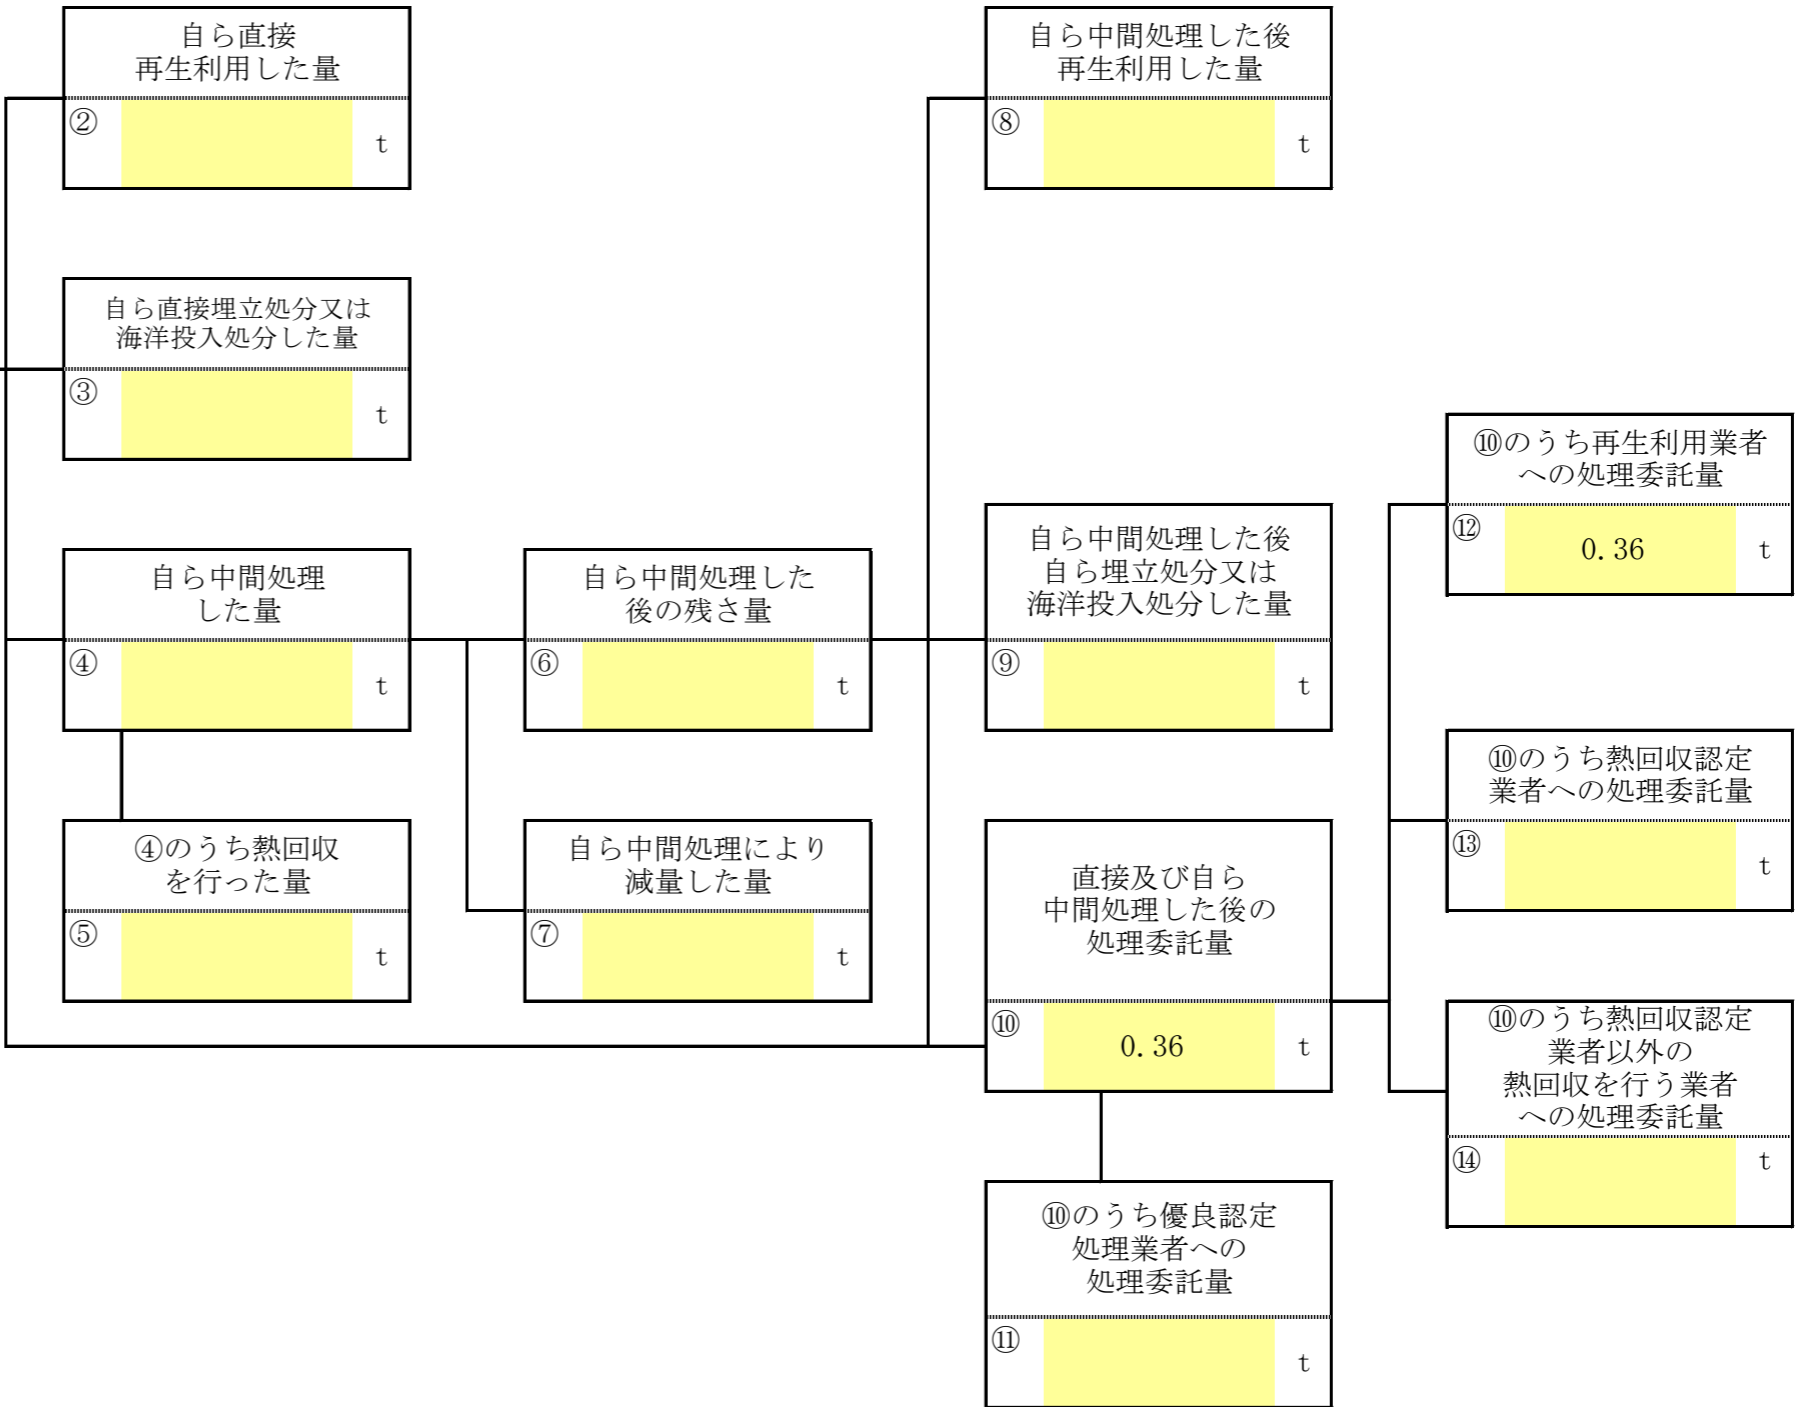 自ら直接
再生利用した量
②
t
自ら中間処理した後
再生利用した量
⑧
t
自ら直接埋立処分又は
海洋投入処分した量
③
t
⑩のうち再生利用業者
への処理委託量
⑫
0.36
t
自ら中間処理
した量
④
t
自ら中間処理した
後の残さ量
⑥
t
自ら中間処理した後
自ら埋立処分又は
海洋投入処分した量
⑨
t
⑩のうち熱回収認定
業者への処理委託量
⑬
t
④のうち熱回収
を行った量
⑤
t
自ら中間処理により
減量した量
⑦
t
直接及び自ら
中間処理した後の
処理委託量
⑩
0.36
t
⑩のうち熱回収認定
業者以外の
熱回収を行う業者
への処理委託量
⑭
t
⑩のうち優良認定
処理業者への
処理委託量
⑪
t